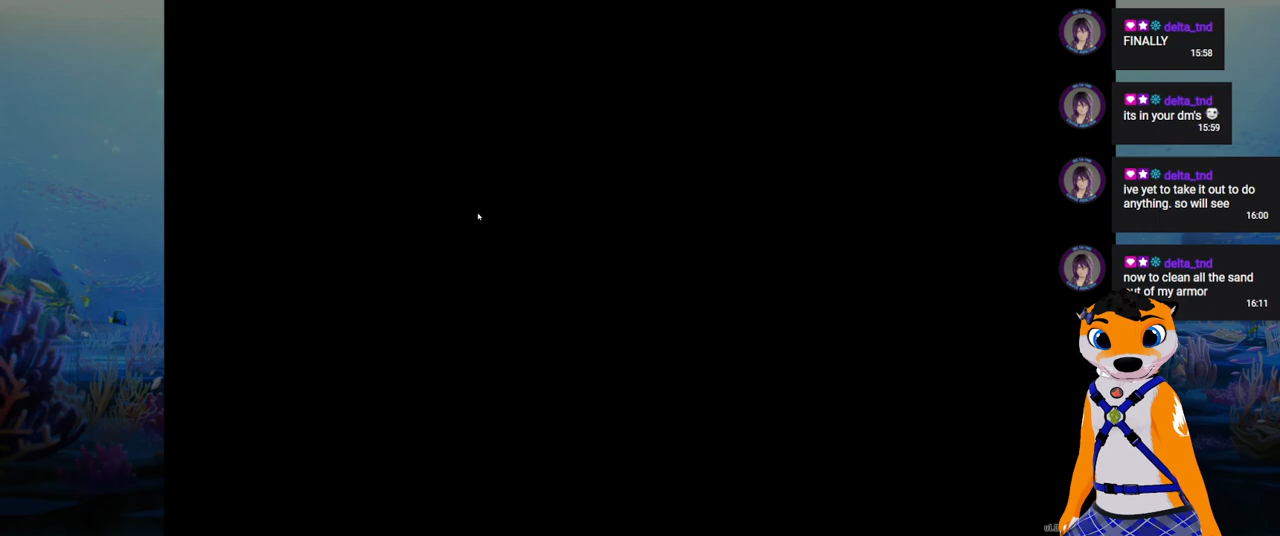 delta_tnd
FINALLY
15:58
delta_tnd
its in your dm's
15:59
delta_tnd
ive yet to take it out to do
anything. so will see
16:00
delta_tnd
now to clean all the sand
out of my armor
16:11